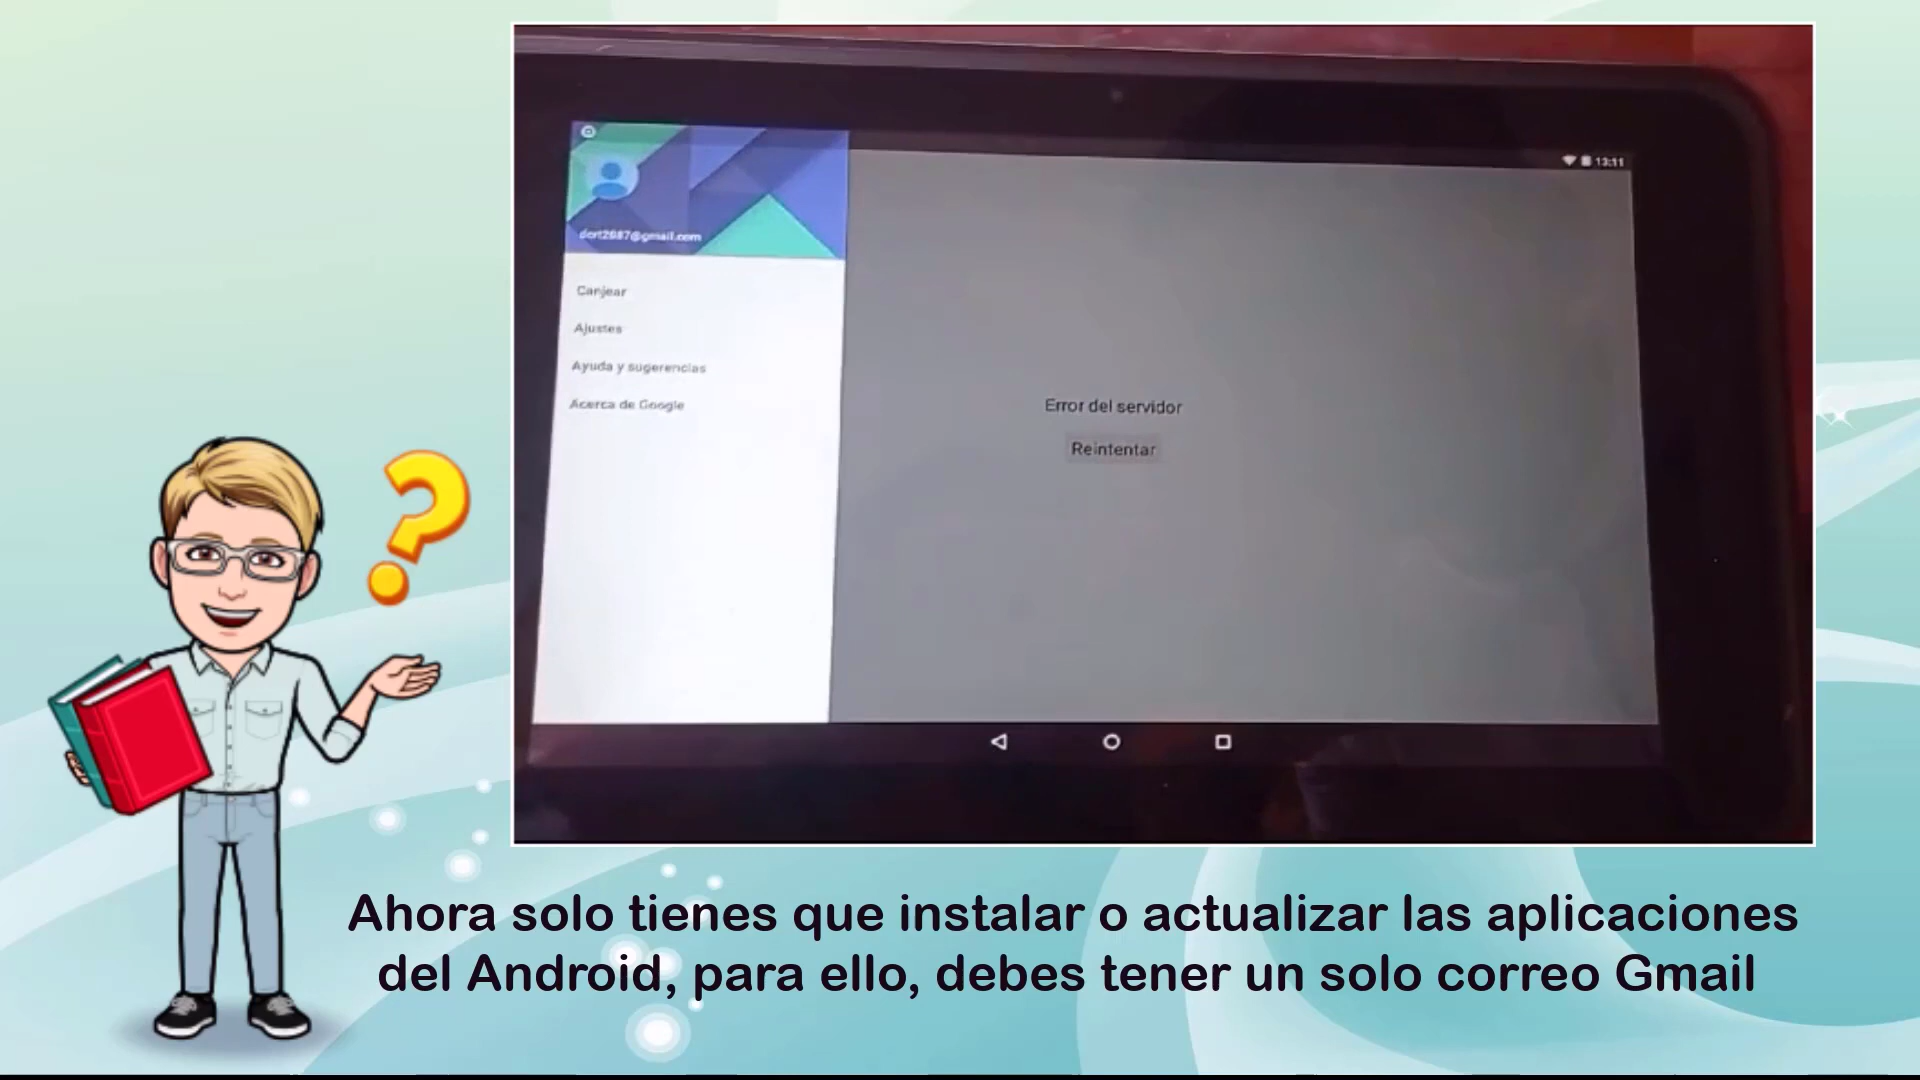 13:11
dcrt2687@gmail.com
Canjear
Ajustes
Ayuda y sugerencias
Acerca de Google
Error del servidor
Reintentar
Ahora solo tienes que instalar o actualizar las aplicaciones
del Android, para ello, debes tener un solo correo Gmail